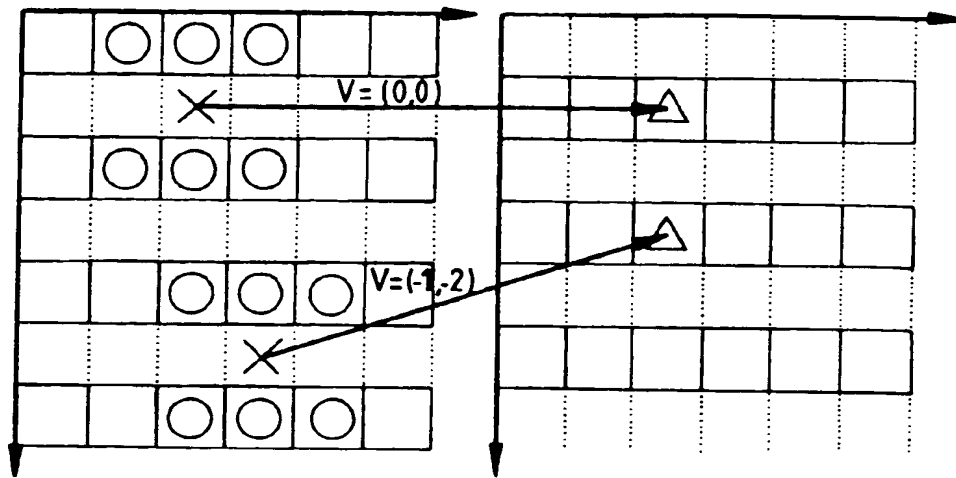 V = (0,0)
V=(-1,-2)